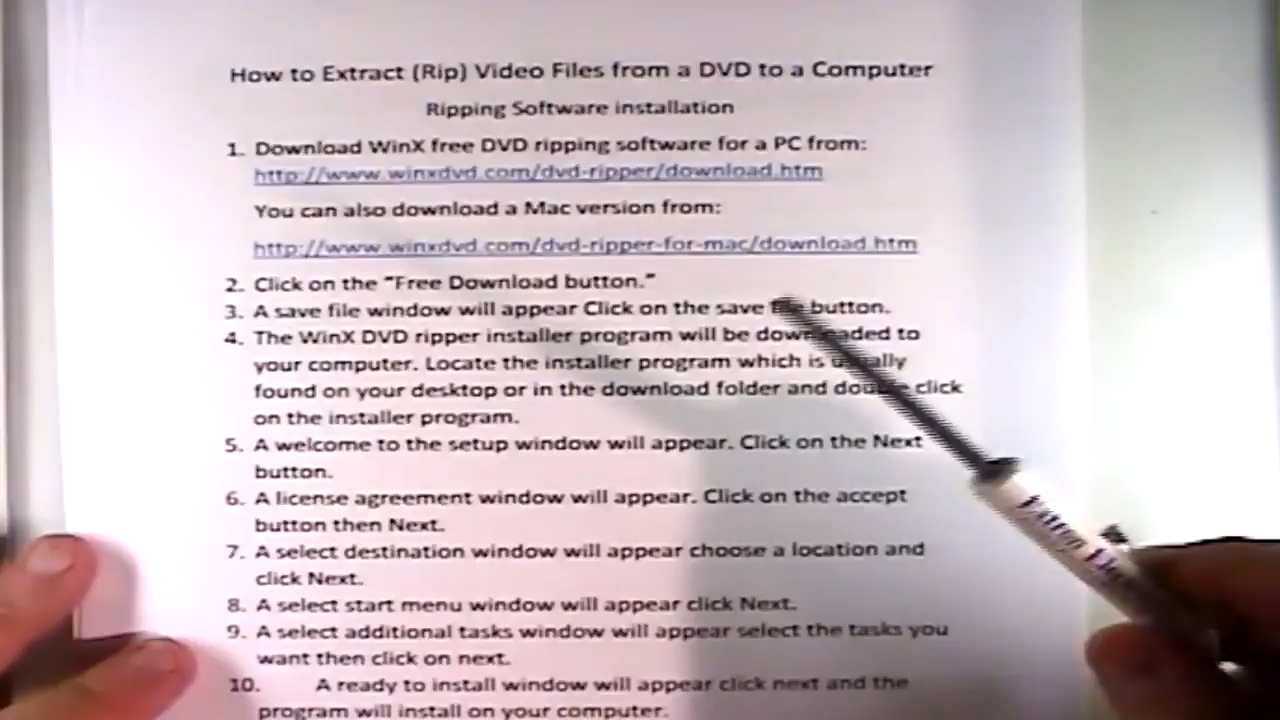 How to Extract (Rip) Video Files from a DVD to a Computer
Ripping Software installation
1. Download WinX free DVD ripping software for a PC from:
http://www.winxdvd.com/dvd-ripper/download.htm
You can also download a Mac version from:
http://www.winxdvd.com/dvd-ripper-for-mac/download.htm
2. Click on the "Free Download button."
3. A save file window will appear Click on the save file button.
4. The WinX DVD ripper installer program will be downloaded to
your computer. Locate the installer program which is usually
found on your desktop or in the download folder and double click
on the installer program.
5. A welcome to the setup window will appear. Click on the Next
button.
6. A license agreement window will appear. Click on the accept
button then Next.
7. A select destination window will appear choose a location and
click Next.
8. A select start menu window will appear click Next.
9. A select additional tasks window will appear select the tasks you
want then click on next.
10. A ready to install window will appear click next and the
program will install on your computer.